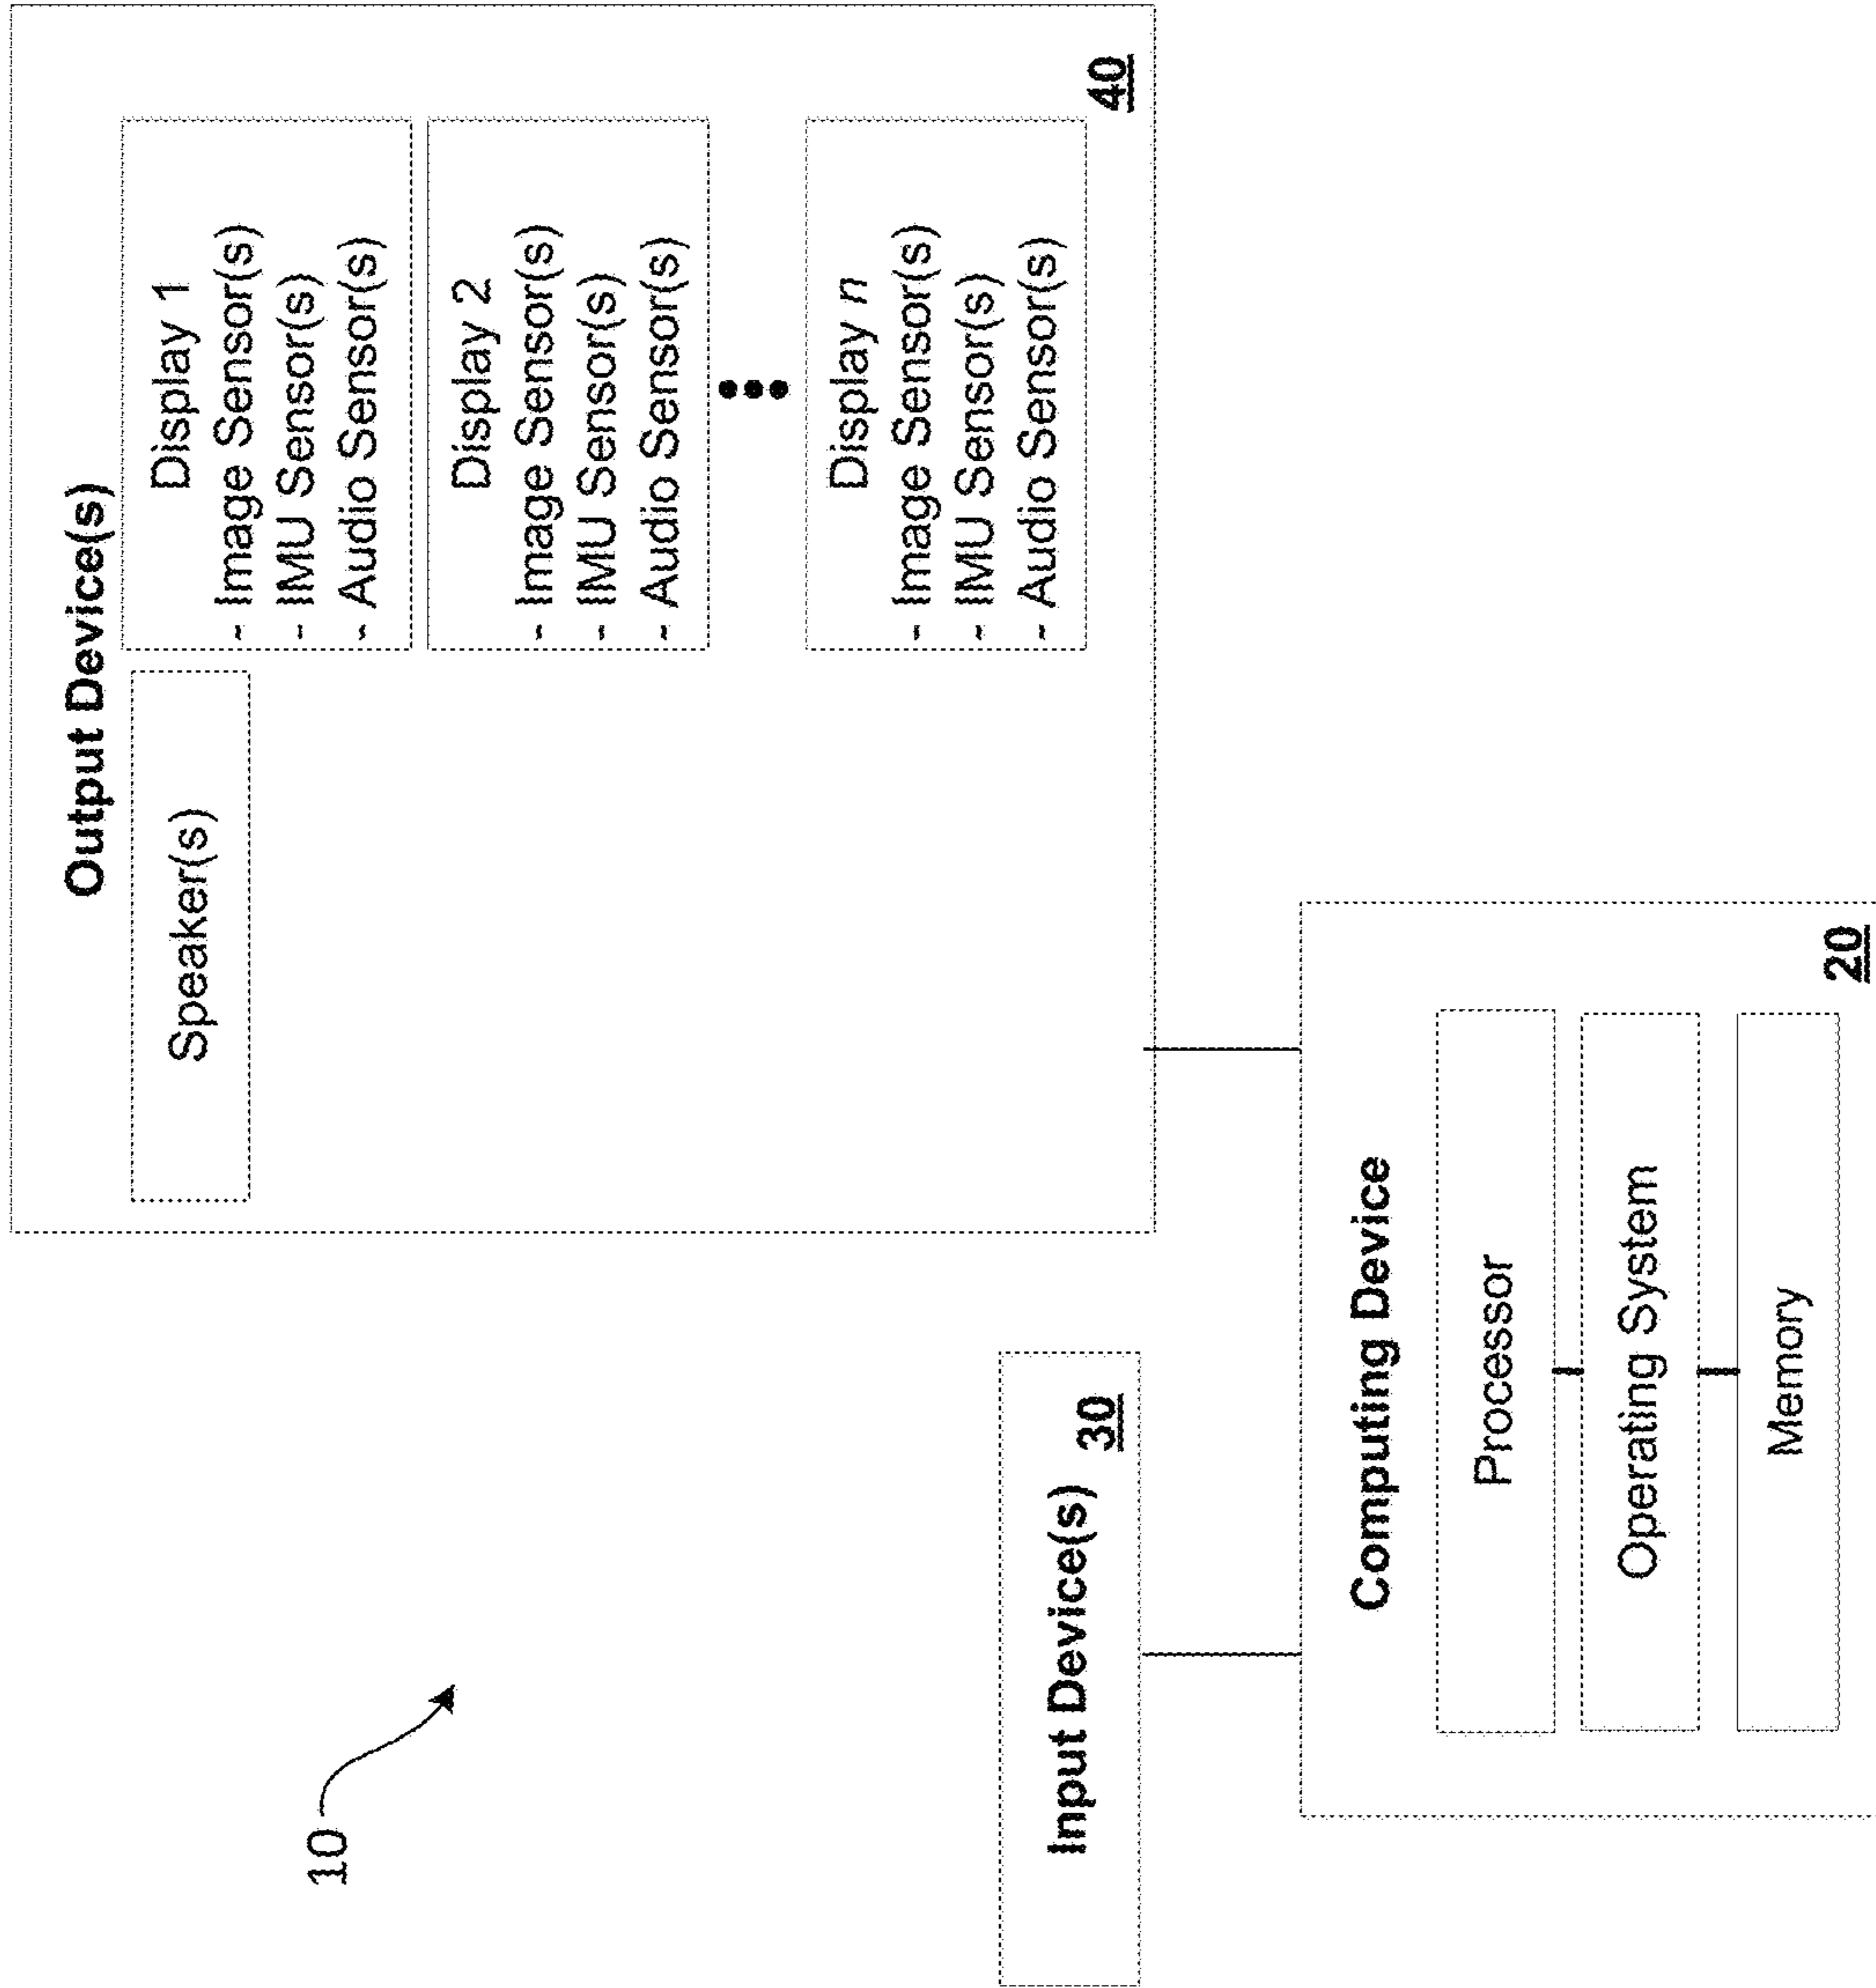 10
Output Device(s)
Speaker(s)
Display 1
- Image Sensor(s)
- IMU Sensor(s)
- Audio Sensor(s)
Display 2
- Image Sensor(s)
- IMU Sensor(s)
- Audio Sensor(s)
Display n
- Image Sensor(s)
- IMU Sensor(s)
- Audio Sensor(s)
40
Input Device(s)
30
Computing Device
Processor
Operating System
Memory
20